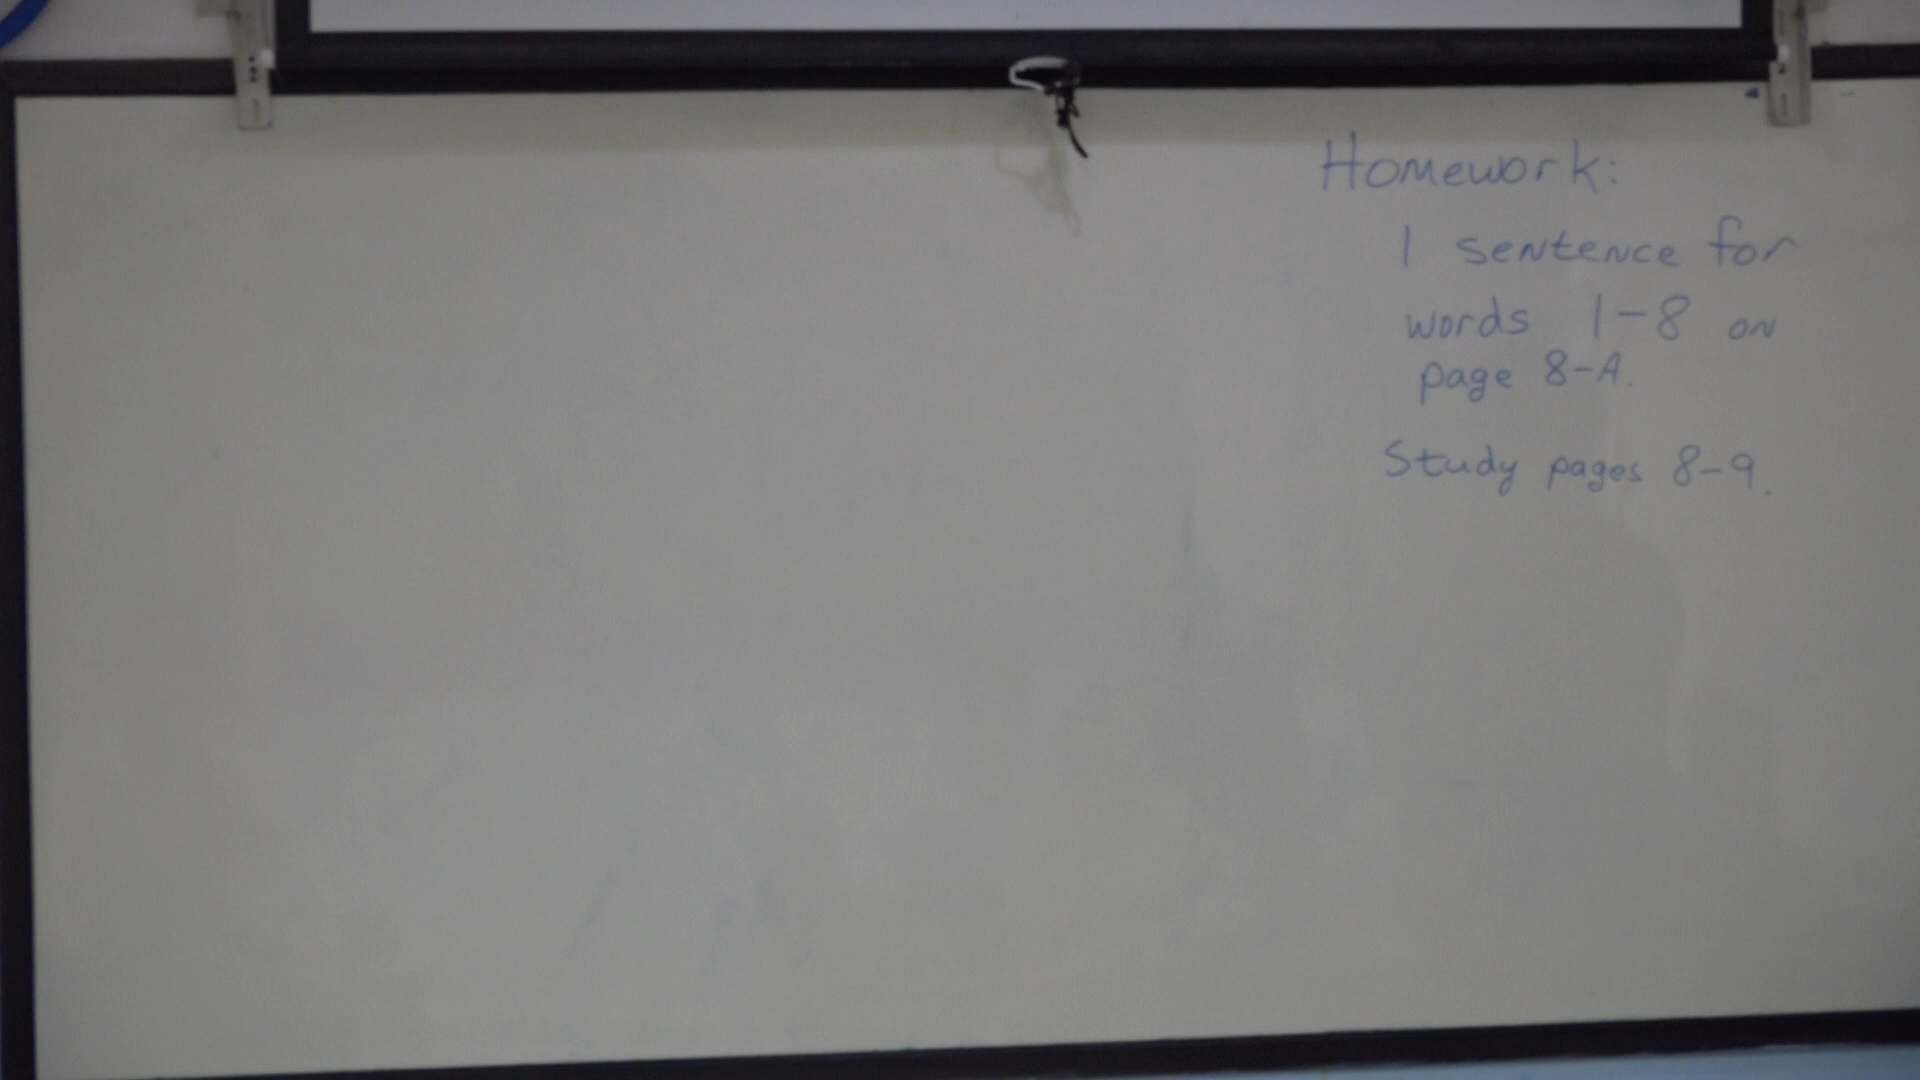 Homework:
1 sentence for
words 1-8 on
page 8-A.
Study pages 8-9.